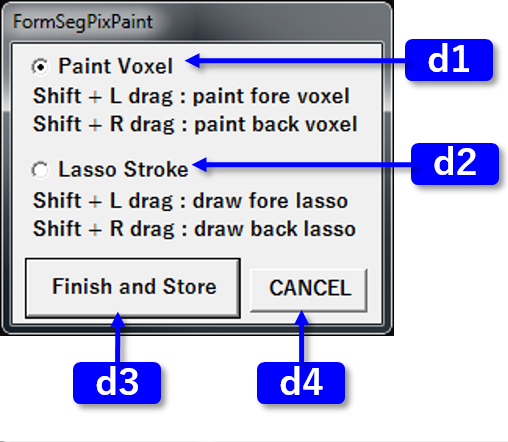 FormSegPixPaint
Paint Voxel
d1
Shift + L drag : paint fore voxel
Shift + R drag : paint back voxel
Lasso Stroke
d2
Shift + L drag : draw fore lasso
Shift + R drag : draw back lasso
Finish and Store
CANCEL
d3
d4